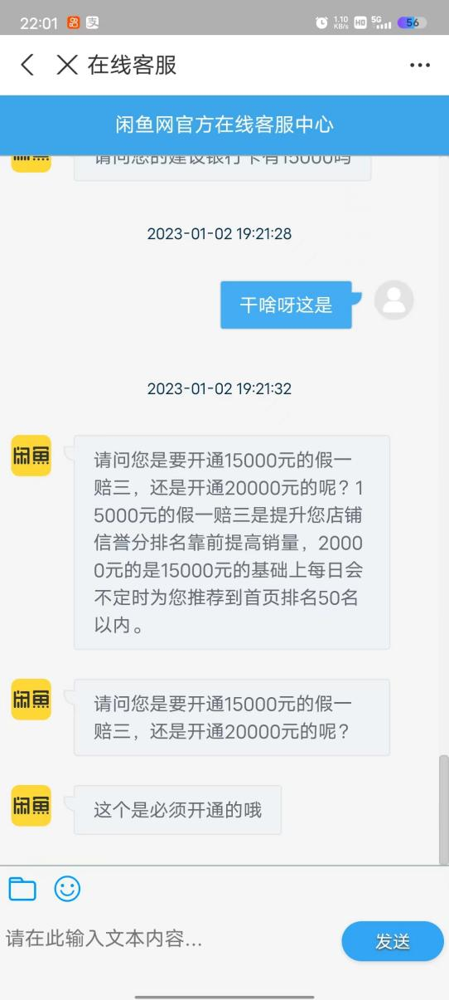 22:01
1.10
KB/s
HD
5G
56
在线客服
闲鱼网官方在线客服中心
请问您的建设银行卡有15000吗
2023-01-02 19:21:28
干啥呀这是
2023-01-02 19:21:32
闲鱼
请问您是要开通15000元的假一
赔三，还是开通20000元的呢？1
5000元的假一赔三是提升您店铺
信誉分排名靠前提高销量，2000
0元的是15000元的基础上每日会
不定时为您推荐到首页排名50名
以内。
闲鱼
请问您是要开通15000元的假一
赔三，还是开通20000元的呢？
闲鱼
这个是必须开通的哦
请在此输入文本内容...
发送